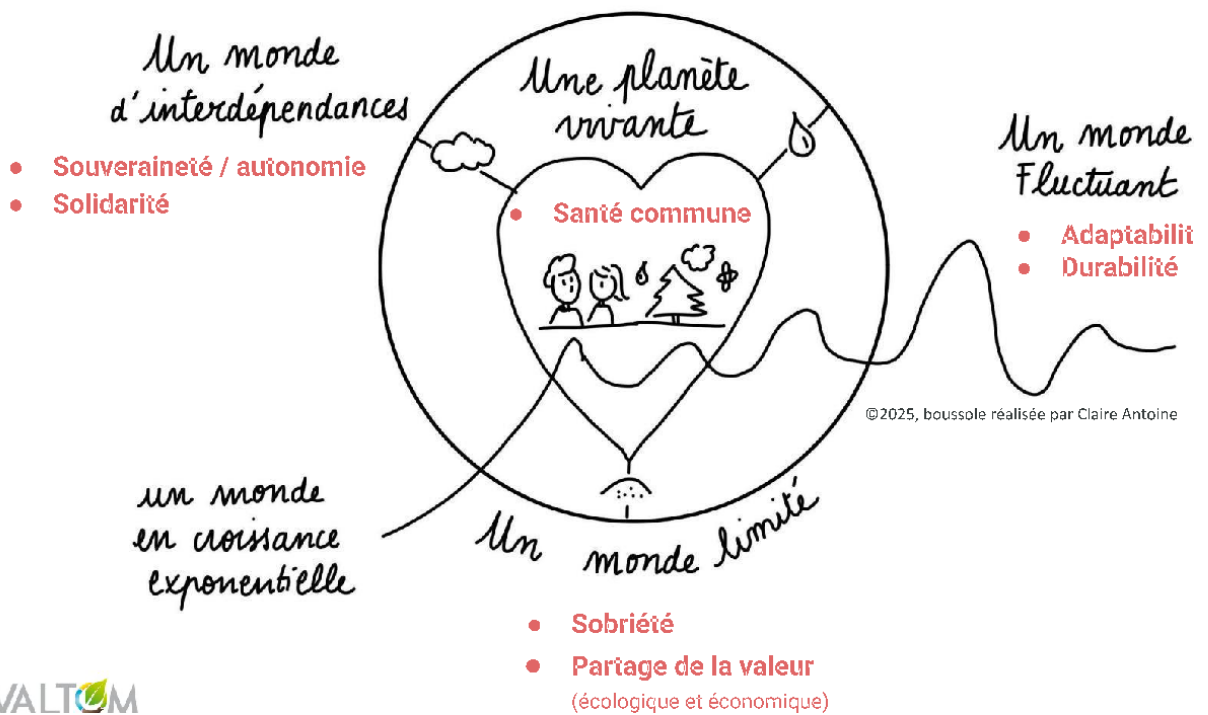 Un monde
d'interdépendances
• Souveraineté / autonomie
• Solidarité
Une planète
vivante
• Santé commune
Un monde
Fluctuant
• Adaptabilit
• Durabilité
©2025, boussole réalisée par Claire Antoine
un monde
en croissance
exponentielle
Un monde limité
• Sobriété
• Partage de la valeur
(écologique et économique)
VALTOM